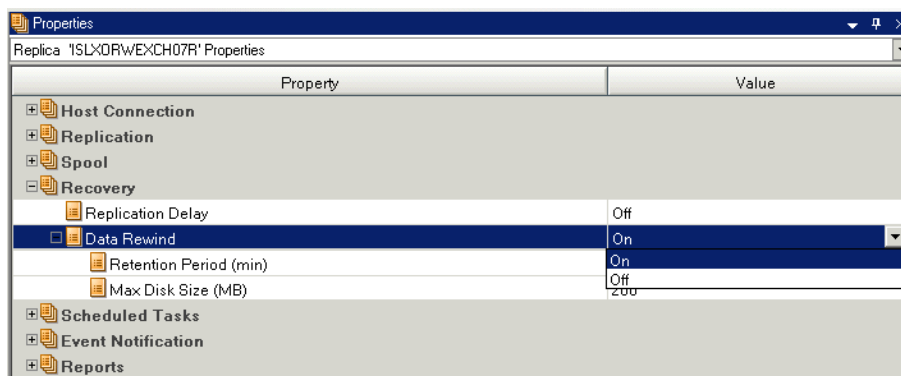 Properties
Replica 'ISLXORWEXCH07R' Properties
Property Value
Host Connection
Replication
Spool
Recovery
Replication Delay Off
Data Rewind On
Retention Period (min) On
Off
Max Disk Size (MB) 200
Scheduled Tasks
Event Notification
Reports